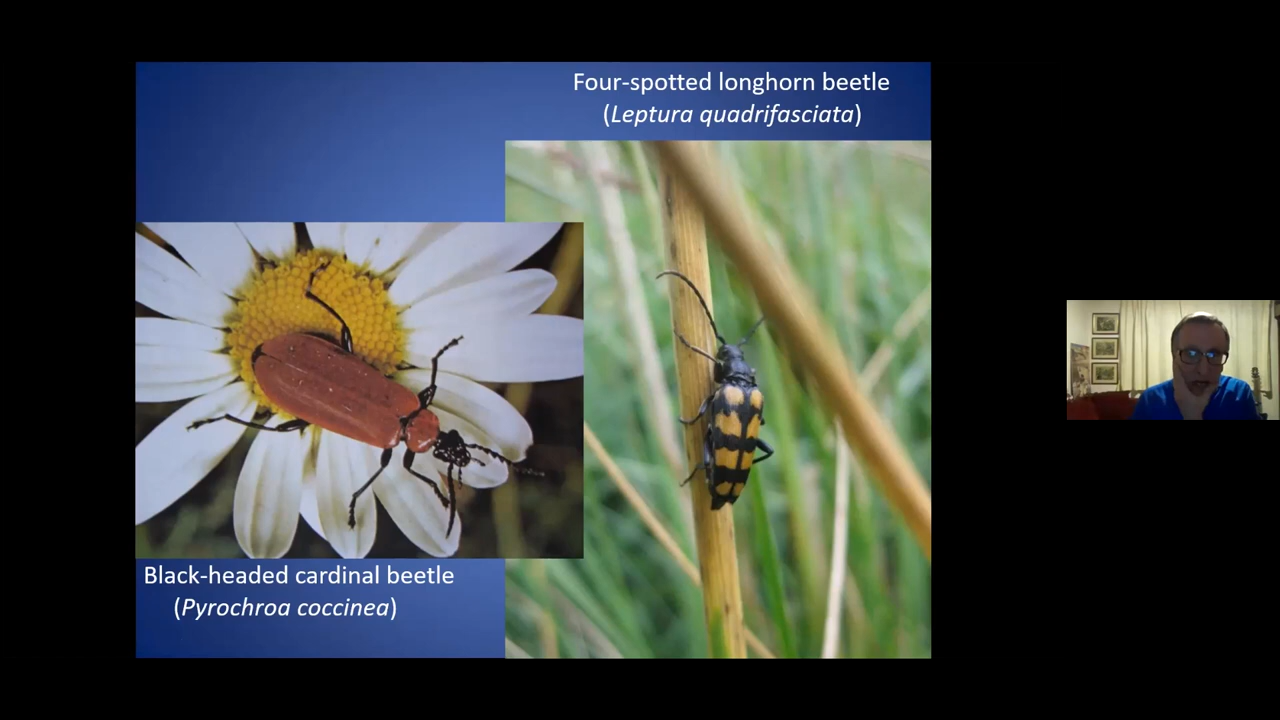 Four-spotted longhorn beetle
(Leptura quadrifasciata)
Black-headed cardinal beetle
(Pyrochroa coccinea)